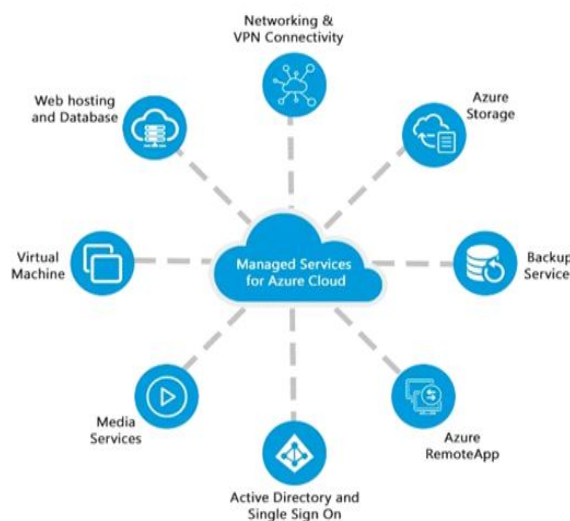 Networking &
VPN Connectivity
Web hosting
and Database
Azure
Storage
Virtual
Machine
Managed Services
for Azure Cloud
Backup
Service
Media
Services
Azure
RemoteApp
Active Directory and
Single Sign On